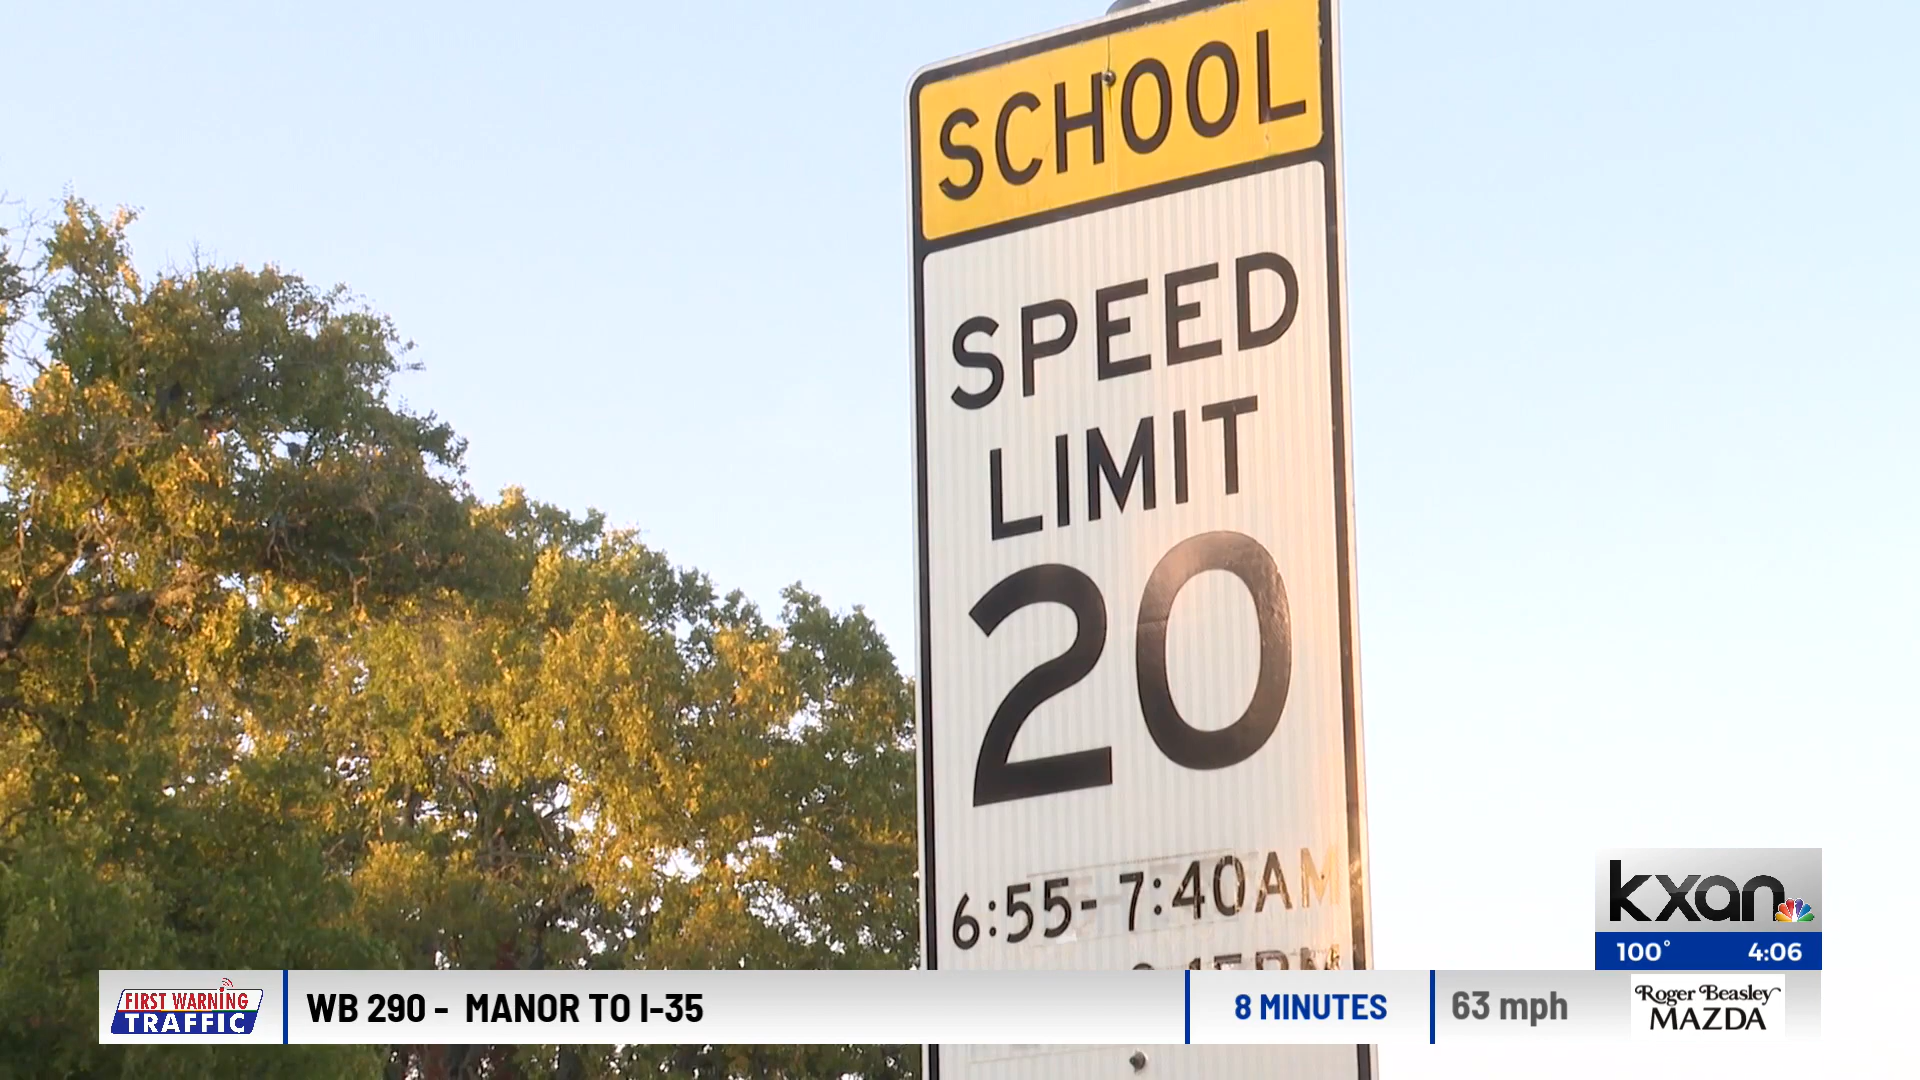 SCHOOL
SPEED
LIMIT
20
6:55- 7:40AM
kxan
100° 4:06
FIRST WARNING
TRAFFIC
WB 290 - MANOR TO I-35
8 MINUTES
63 mph
Roger Beasley
MAZDA